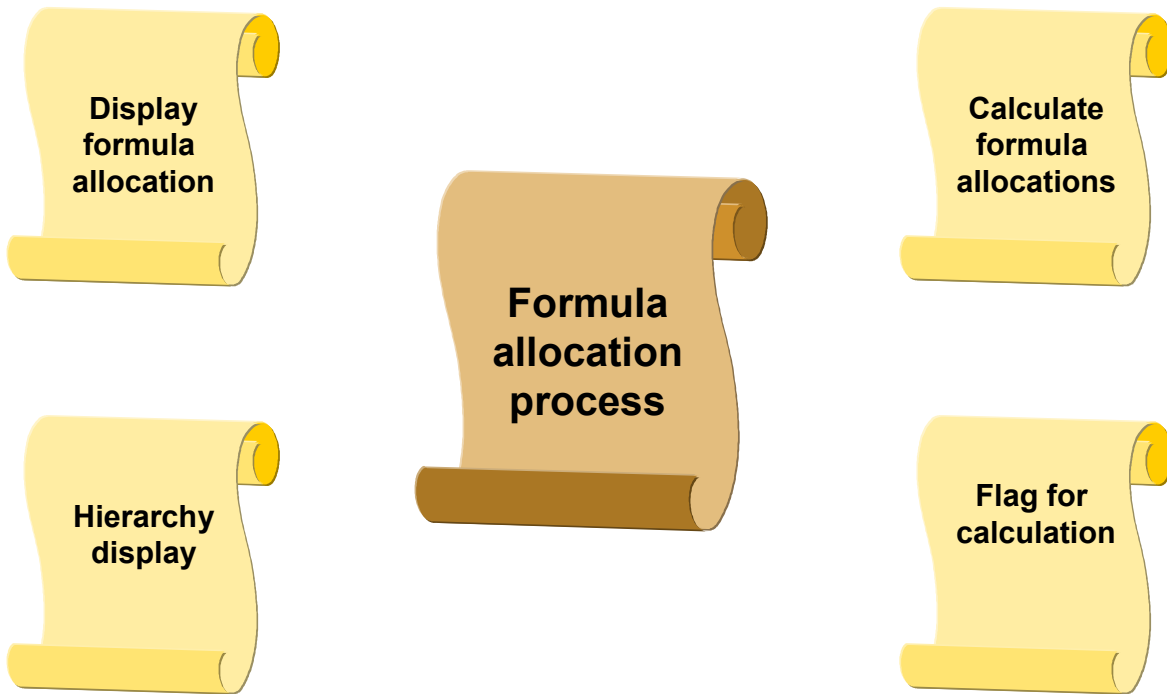 Display
formula
allocation
Calculate
formula
allocations
Formula
allocation
process
Hierarchy
display
Flag for
calculation